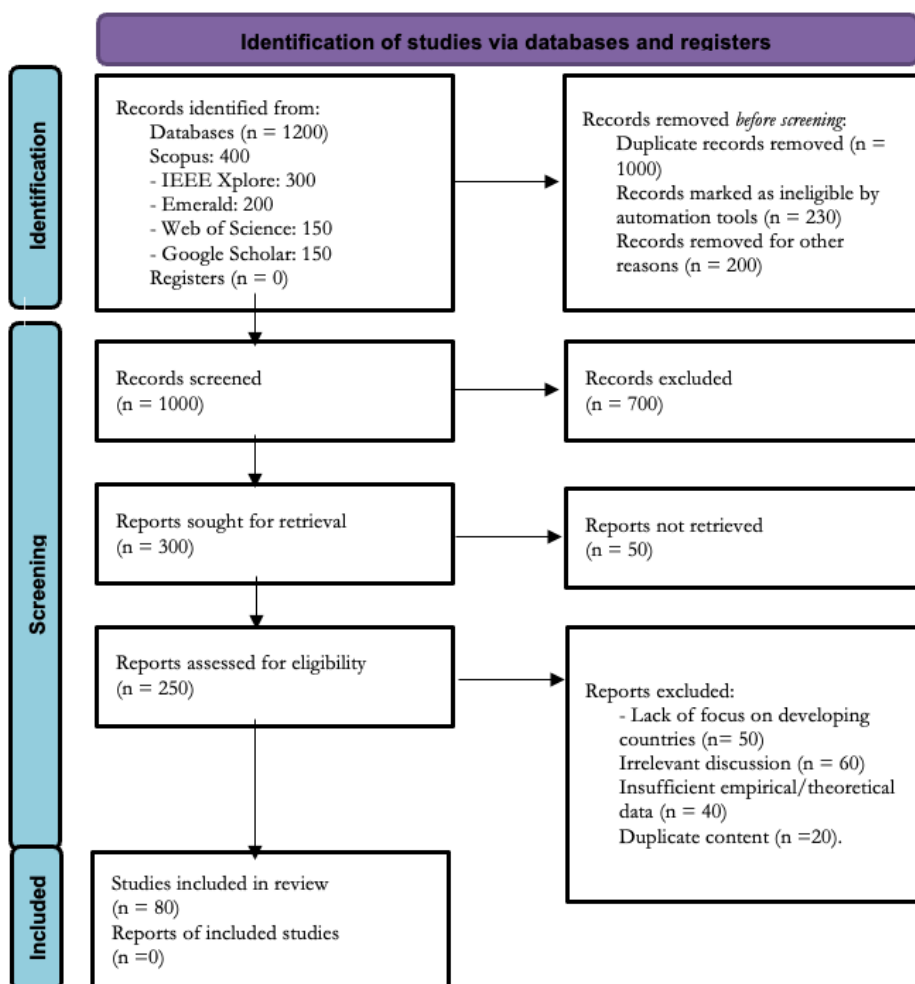 Identification of studies via databases and registers
Identification
Records identified from:
Databases (n = 1200)
Scopus: 400
- IEEE Xplore: 300
- Emerald: 200
- Web of Science: 150
- Google Scholar: 150
Registers (n = 0)
Records removed before screening:
Duplicate records removed (n =
1000)
Records marked as ineligible by
automation tools (n = 230)
Records removed for other
reasons (n = 200)
Screening
Records screened
(n = 1000)
Records excluded
(n = 700)
Reports sought for retrieval
(n = 300)
Reports not retrieved
(n = 50)
Reports assessed for eligibility
(n = 250)
Reports excluded:
- Lack of focus on developing
countries (n= 50)
Irrelevant discussion (n = 60)
Insufficient empirical/theoretical
data (n = 40)
Duplicate content (n =20).
Included
Studies included in review
(n = 80)
Reports of included studies
(n =0)